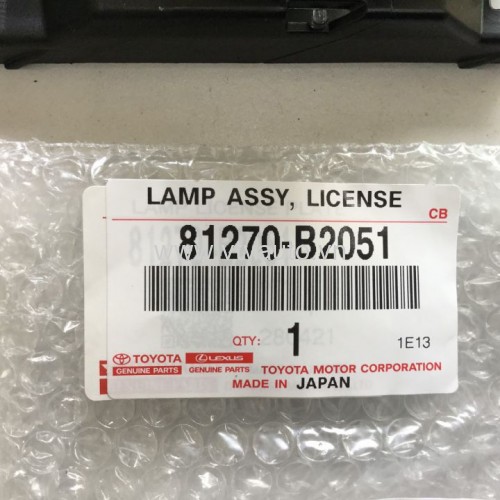 LAMP ASSY, LICENSE
CB
81270-B2051
QTY: 1 1E13
TOYOTA LEXUS
GENUINE PARTS GENUINE PARTS TOYOTA MOTOR CORPORATION
MADE IN JAPAN